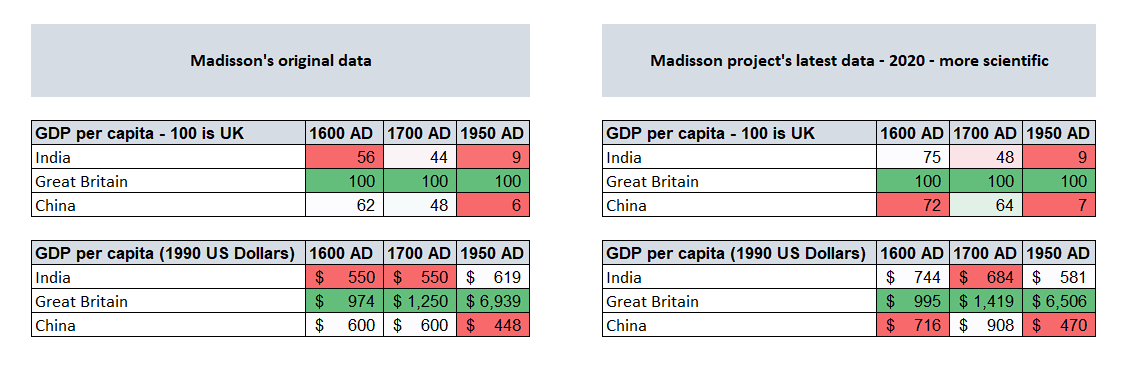 Madisson's original data
GDP per capita - 100 is UK 1600 AD 1700 AD 1950 AD
India 56 44 9
Great Britain 100 100 100
China 62 48 6
GDP per capita (1990 US Dollars) 1600 AD 1700 AD 1950 AD
India $ 550 $ 550 $ 619
Great Britain $ 974 $ 1,250 $ 6,939
China $ 600 $ 600 $ 448
Madisson project's latest data - 2020 - more scientific
GDP per capita - 100 is UK 1600 AD 1700 AD 1950 AD
India 75 48 9
Great Britain 100 100 100
China 72 64 7
GDP per capita (1990 US Dollars) 1600 AD 1700 AD 1950 AD
India $ 744 $ 684 $ 581
Great Britain $ 995 $ 1,419 $ 6,506
China $ 716 $ 908 $ 470